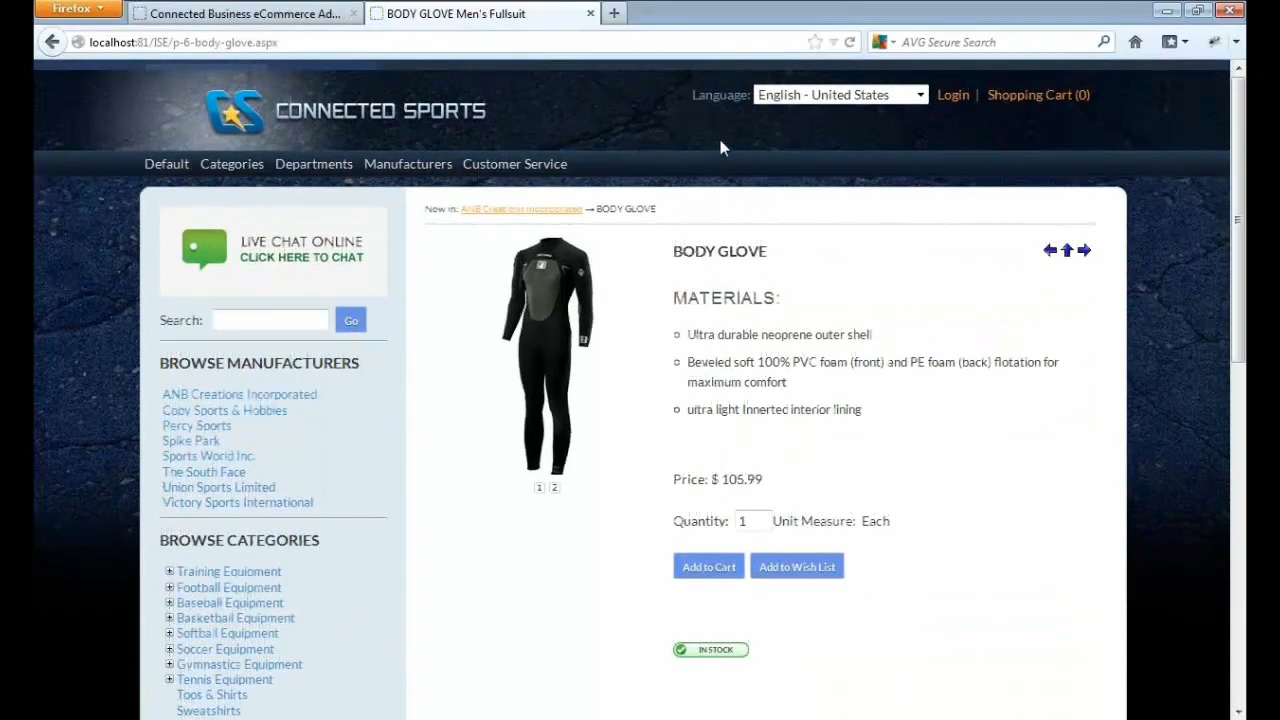 Firefox
Connected Business eCommerce Ad...
BODY GLOVE Men's Fullsuit
localhost:81/ISE/p-6-body-glove.aspx
AVG Secure Search
CS CONNECTED SPORTS
Language: English - United States Login | Shopping Cart (0)
Default Categories Departments Manufacturers Customer Service
LIVE CHAT ONLINE
CLICK HERE TO CHAT
Search: Go
BROWSE MANUFACTURERS
ANB Creations Incorporated
Copy Sports & Hobbies
Percy Sports
Spike Park
Sports World Inc.
The South Face
Union Sports Limited
Victory Sports International
BROWSE CATEGORIES
Training Equipment
Football Equipment
Baseball Equipment
Basketball Equipment
Softball Equipment
Soccer Equipment
Gymnastics Equipment
Tennis Equipment
Tops & Shirts
Sweatshirts
Now in: ANB Creations Incorporated → BODY GLOVE
1 2
BODY GLOVE
MATERIALS:
Ultra durable neoprene outer shell
Beveled soft 100% PVC foam (front) and PE foam (back) flotation for
maximum comfort
ultra light Innerted interior lining
Price: $ 105.99
Quantity: 1 Unit Measure: Each
Add to Cart Add to Wish List
IN STOCK